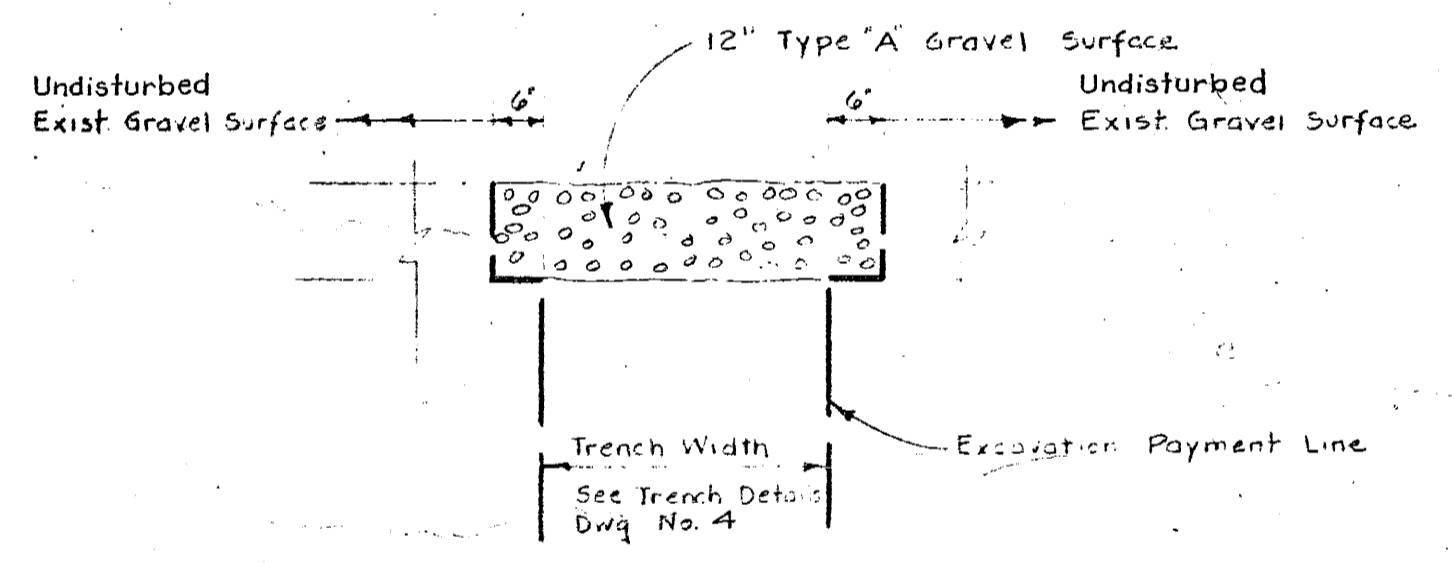 12" Type "A" Gravel Surface
Undisturbed
Exist. Gravel Surface
6"
6"
Undisturbed
Exist. Gravel Surface
Excavation Payment Line
Trench Width
See Trench Details
Dwg No. 4